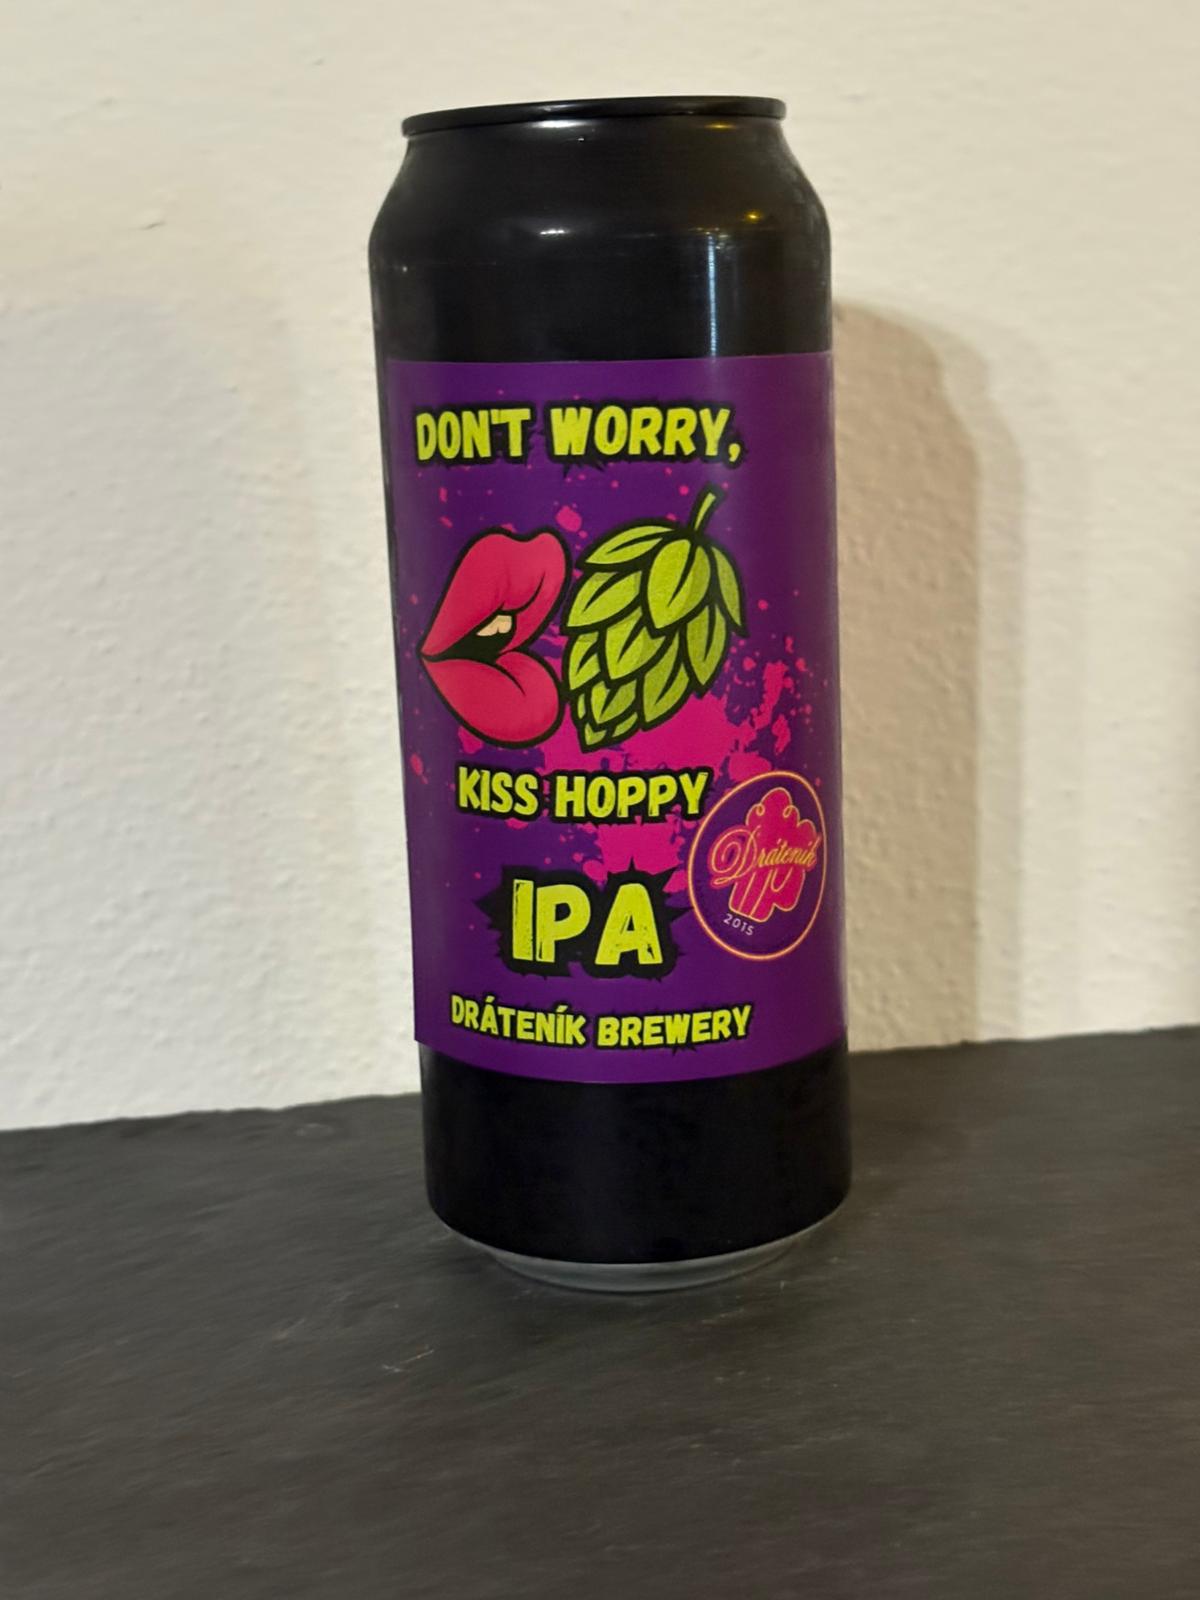 DON'T WORRY,
KISS HOPPY
IPA
Dráteník
2015
DRÁTENÍK BREWERY